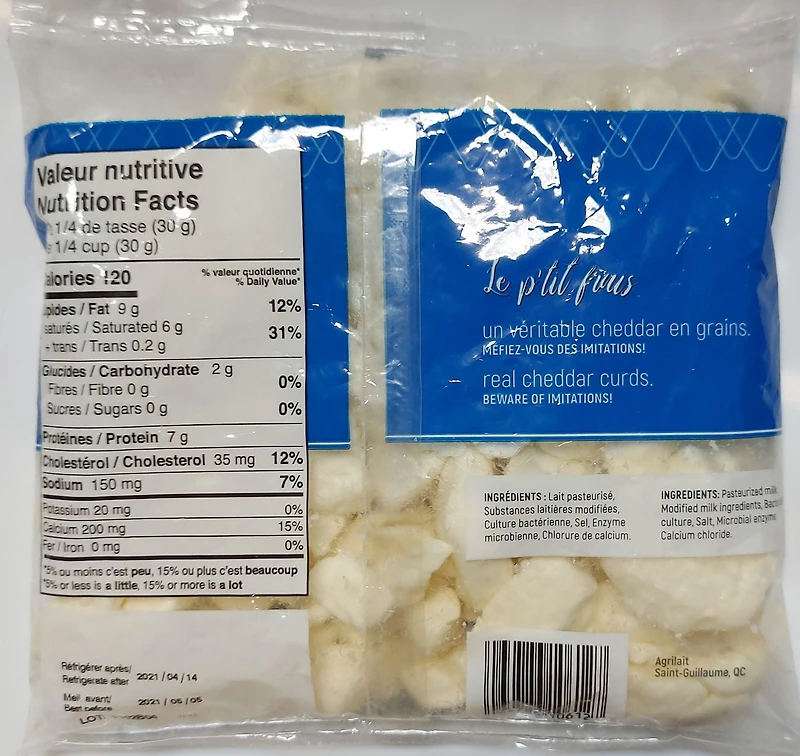 Valeur nutritive
Nutrition Facts
1/4 de tasse (30 g)
1/4 cup (30 g)
Calories 120
% valeur quotidienne*
% Daily Value*
Lipides / Fat 9 g 12%
saturés / Saturated 6 g
+ trans / Trans 0.2 g
31%
Glucides / Carbohydrate 2 g
Fibres / Fibre 0 g 0%
Sucres / Sugars 0 g 0%
Protéines / Protein 7 g
Cholestérol / Cholesterol 35 mg 12%
Sodium 150 mg 7%
Potassium 20 mg 0%
Calcium 200 mg 15%
Fer / Iron 0 mg 0%
*5% ou moins c'est peu, 15% ou plus c'est beaucoup
*5% or less is a little, 15% or more is a lot
Réfrigérer après/
Refrigerate after
2021 / 04 / 14
Meil. avant/
Best before
2021 / 05 / 05
LOT:
Le p'tit frais
un véritable cheddar en grains.
MÉFIEZ-VOUS DES IMITATIONS!
real cheddar curds.
BEWARE OF IMITATIONS!
INGRÉDIENTS : Lait pasteurisé,
Substances laitières modifiées,
Culture bactérienne, Sel, Enzyme
microbienne, Chlorure de calcium.
INGREDIENTS: Pasteurized milk,
Modified milk ingredients,
culture, Salt, Microbial enzyme
Calcium chloride.
Agrilait
Saint-Guillaume, QC